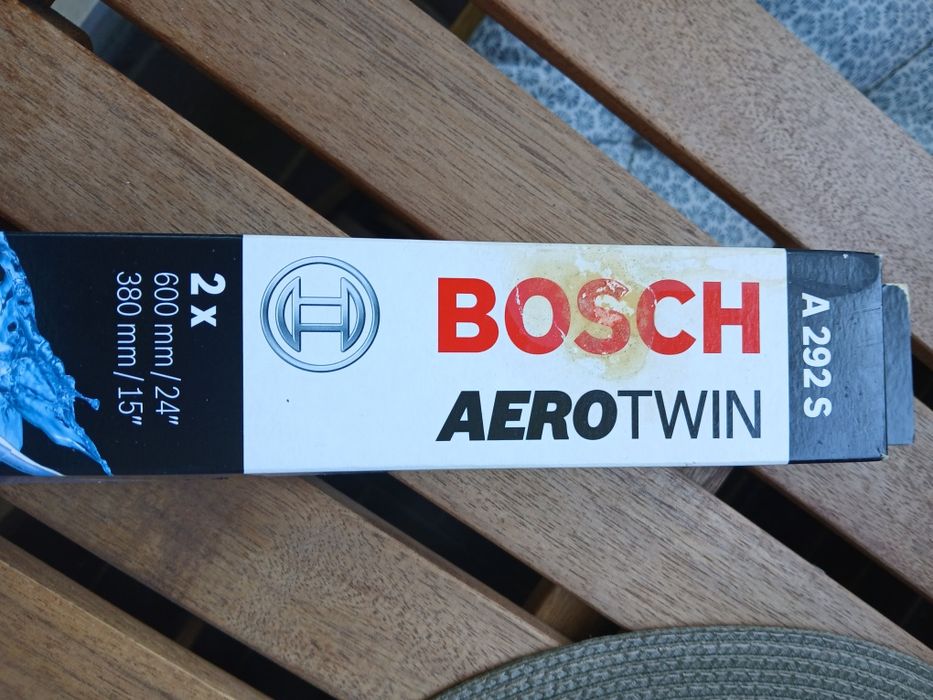 2 x
600 mm / 24"
380 mm / 15"
BOSCH
AEROTWIN
A 292 S